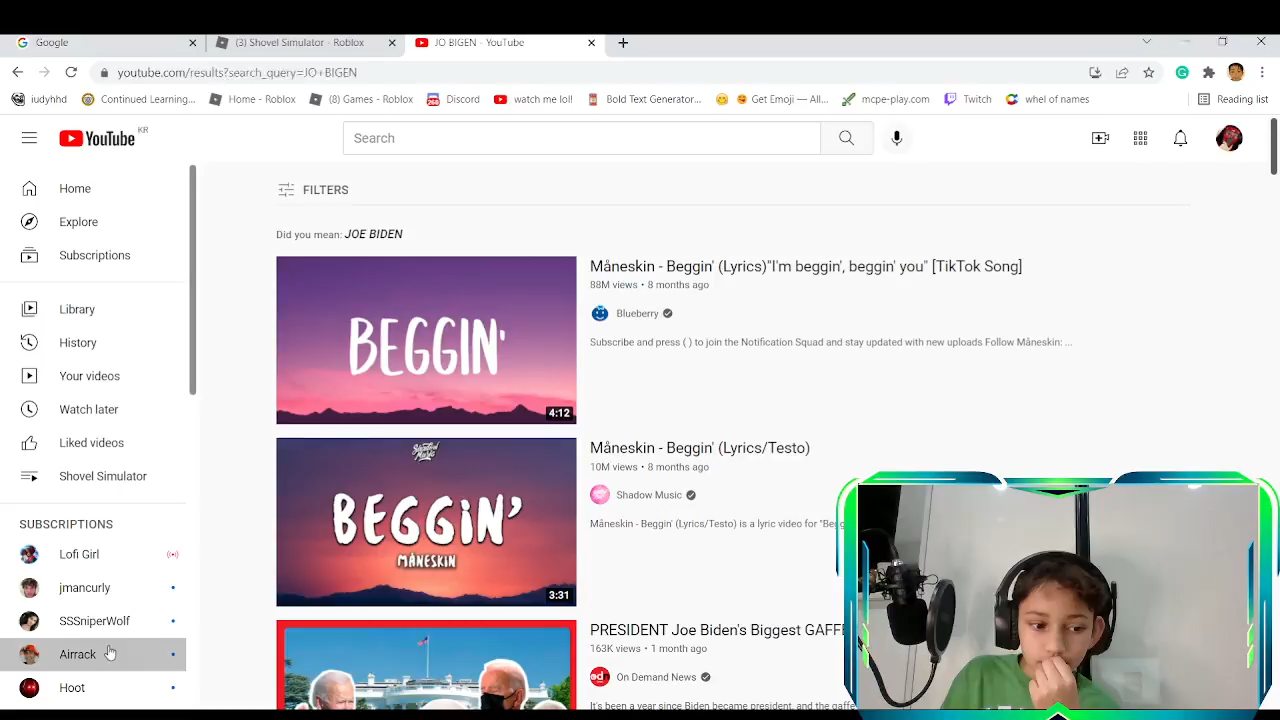 Google
(3) Shovel Simulator - Roblox
JO BIGEN - YouTube
youtube.com/results?search_query=JO+BIGEN
iudyhhd
Continued Learning...
Home - Roblox
(8) Games - Roblox
Discord
watch me lol!
Bold Text Generator...
Get Emoji — All...
mcpe-play.com
Twitch
whel of names
Reading list
YouTube KR
Search
Home
Explore
Subscriptions
Library
History
Your videos
Watch later
Liked videos
Shovel Simulator
SUBSCRIPTIONS
Lofi Girl
jmancurly
SSSniperWolf
Airrack
Hoot
FILTERS
Did you mean: JOE BIDEN
BEGGIN'
4:12
Måneskin - Beggin' (Lyrics)"I'm beggin', beggin' you" [TikTok Song]
88M views • 8 months ago
Blueberry
Subscribe and press ( ) to join the Notification Squad and stay updated with new uploads Follow Måneskin: ...
BEGGIN'
MÅNESKIN
3:31
Måneskin - Beggin' (Lyrics/Testo)
10M views • 8 months ago
Shadow Music
Måneskin - Beggin' (Lyrics/Testo) is a lyric video for "Begg
PRESIDENT Joe Biden's Biggest GAFFE
163K views • 1 month ago
On Demand News
It's been a year since Biden became president, and the gaffe